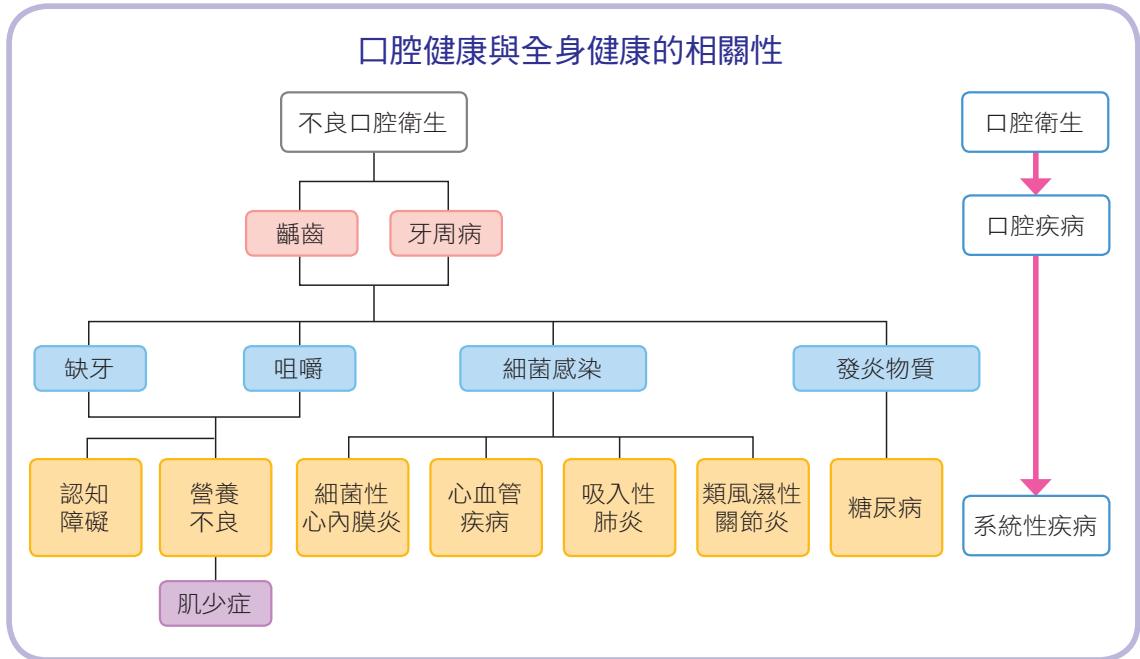 口腔健康與全身健康的相關性
不良口腔衛生
口腔衛生
齲齒
牙周病
口腔疾病
缺牙
咀嚼
細菌感染
發炎物質
認知
障礙
營養
不良
細菌性
心內膜炎
心血管
疾病
吸入性
肺炎
類風濕性
關節炎
糖尿病
系統性疾病
肌少症